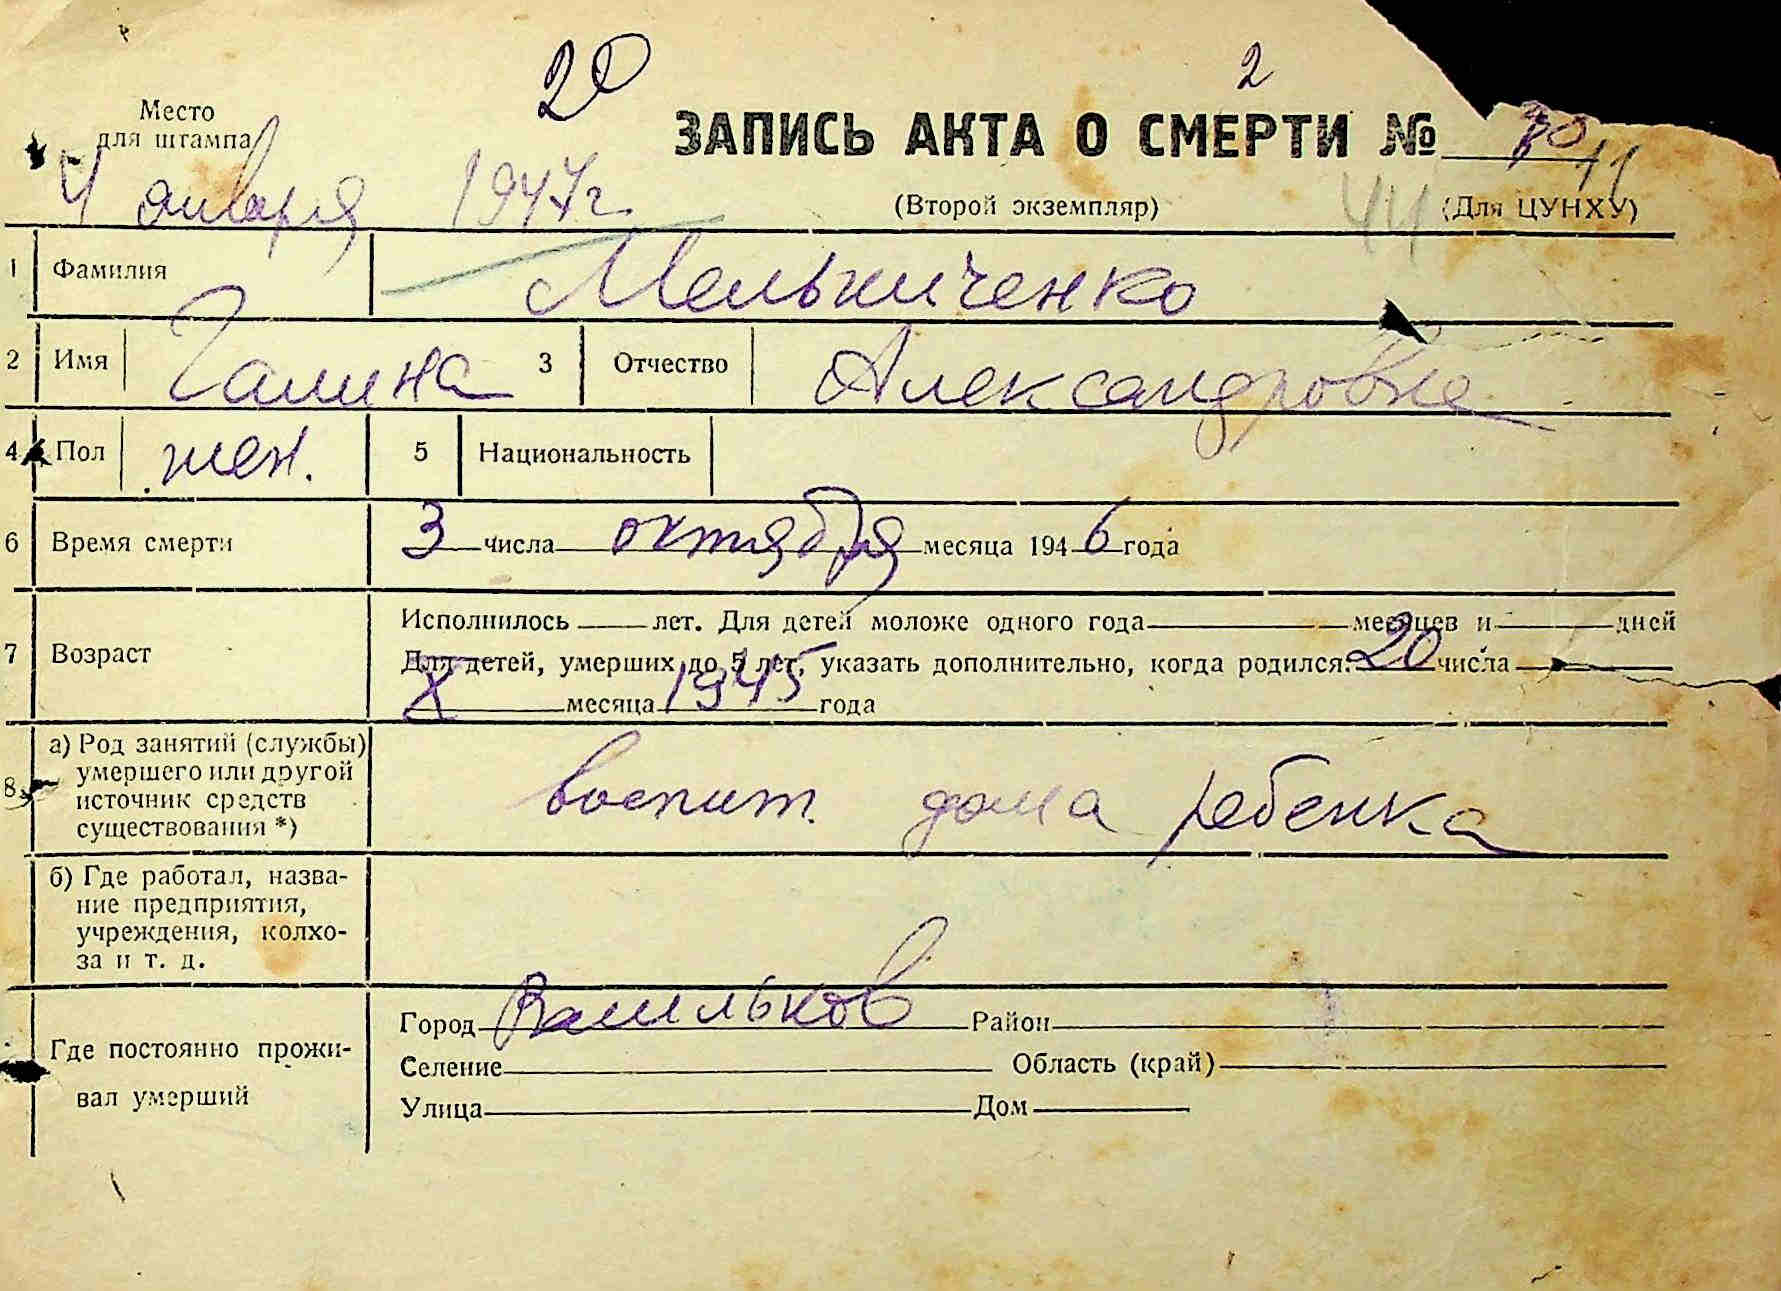 20
2
Место
для штампа
ЗАПИСЬ АКТА О СМЕРТИ №
11
4 января 1947 г
(Второй экземпляр)
44
(Для ЦУНХУ)
1 Фамилия Мельниченко
2 Имя Галина 3 Отчество Александровна
4 Пол жен. 5 Национальность
6 Время смерти 3 числа октября месяца 1946 года
7 Возраст
Исполнилось лет. Для детей моложе одного года месяцев и дней
Для детей, умерших до 5 лет, указать дополнительно, когда родился: 20 числа
X месяца 1945 года
8 а) Род занятий (службы)
умершего или другой
источник средств
существования *)
воспит. дома ребенка
б) Где работал, назва-
ние предприятия,
учреждения, колхо-
за и т. д.
Где постоянно прожи-
вал умерший
Город Васильков Район
Селение Область (край)
Улица Дом